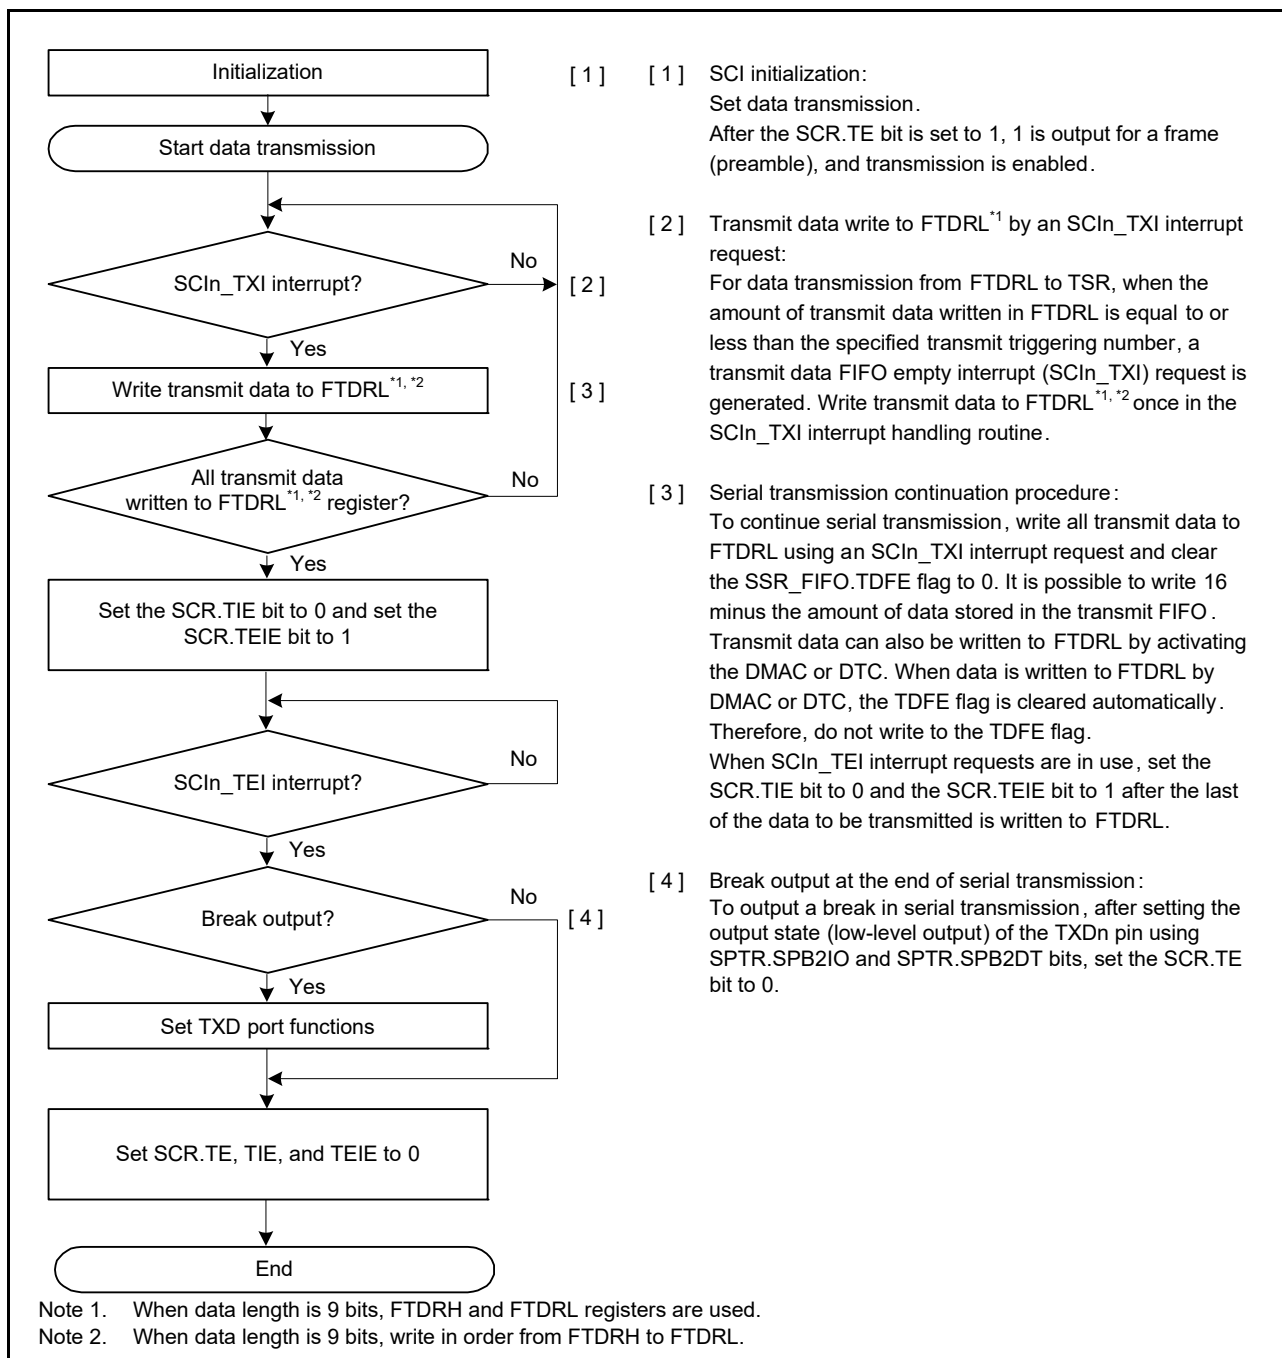 Initialization
[ 1 ]
Start data transmission
SCIn_TXI interrupt?
No
[ 2 ]
Yes
Write transmit data to FTDRL*1, *2
[ 3 ]
All transmit data
written to FTDRL*1, *2 register?
No
Yes
Set the SCR.TIE bit to 0 and set the
SCR.TEIE bit to 1
SCIn_TEI interrupt?
No
Yes
Break output?
No
[ 4 ]
Yes
Set TXD port functions
Set SCR.TE, TIE, and TEIE to 0
End
[ 1 ] SCI initialization:
Set data transmission.
After the SCR.TE bit is set to 1, 1 is output for a frame
(preamble), and transmission is enabled.
[ 2 ] Transmit data write to FTDRL*1 by an SCIn_TXI interrupt
request:
For data transmission from FTDRL to TSR, when the
amount of transmit data written in FTDRL is equal to or
less than the specified transmit triggering number, a
transmit data FIFO empty interrupt (SCIn_TXI) request is
generated. Write transmit data to FTDRL*1, *2 once in the
SCIn_TXI interrupt handling routine.
[ 3 ] Serial transmission continuation procedure:
To continue serial transmission, write all transmit data to
FTDRL using an SCIn_TXI interrupt request and clear
the SSR_FIFO.TDFE flag to 0. It is possible to write 16
minus the amount of data stored in the transmit FIFO.
Transmit data can also be written to FTDRL by activating
the DMAC or DTC. When data is written to FTDRL by
DMAC or DTC, the TDFE flag is cleared automatically.
Therefore, do not write to the TDFE flag.
When SCIn_TEI interrupt requests are in use, set the
SCR.TIE bit to 0 and the SCR.TEIE bit to 1 after the last
of the data to be transmitted is written to FTDRL.
[ 4 ] Break output at the end of serial transmission:
To output a break in serial transmission, after setting the
output state (low-level output) of the TXDn pin using
SPTR.SPB2IO and SPTR.SPB2DT bits, set the SCR.TE
bit to 0.
Note 1. When data length is 9 bits, FTDRH and FTDRL registers are used.
Note 2. When data length is 9 bits, write in order from FTDRH to FTDRL.